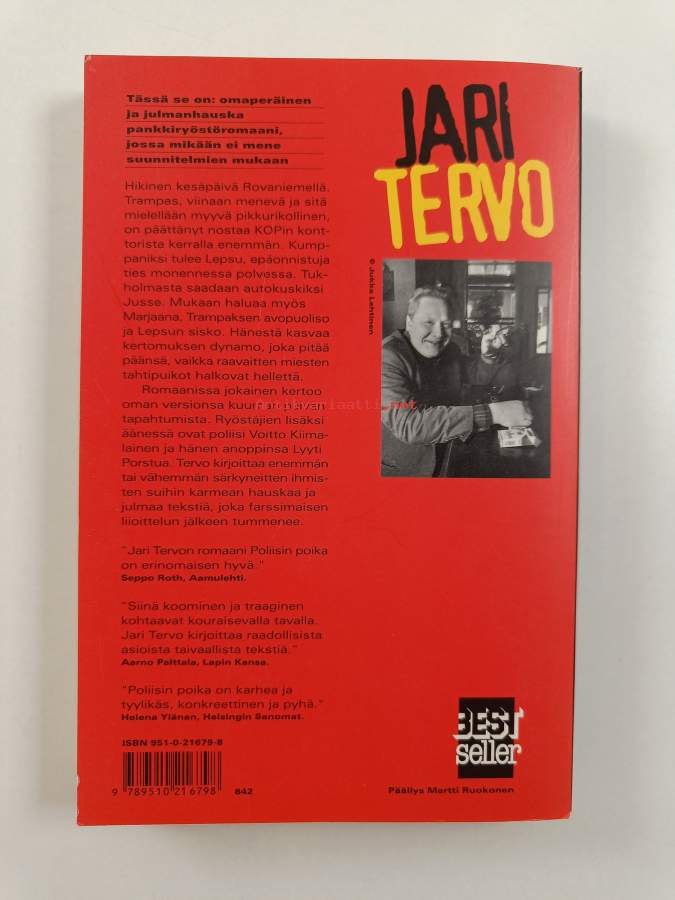 Tässä se on: omaperäinen
ja julmanhauska
pankkiryöstöromaani,
jossa mikään ei mene
suunnitelmien mukaan
Hikinen kesäpäivä Rovaniemellä.
Trampas, viinaan menevä ja sitä
mielellään myyvä pikkurikollinen,
on päättänyt nostaa KOPin kont-
torista kerralla enemmän. Kump-
paniksi tulee Lepsu, epäonnistuja
ties monennessa polvessa. Tuk-
holmasta saadaan autokuskiksi
Jusse. Mukaan haluaa myös
Marjaana, Trampaksen avopuoliso
ja Lepsun sisko. Hänestä kasvaa
kertomuksen dynamo, joka pitää
päänsä, vaikka raavaitten miesten
tahtipuikot halkovat hellettä.
Romaanissa jokainen kertoo
oman versionsa kuuman päivän
tapahtumista. Ryöstäjien lisäksi
äänessä ovat poliisi Voitto Kiima-
lainen ja hänen anoppinsa Lyyti
Porstua. Tervo kirjoittaa enemmän
tai vähemmän särkyneitten ihmis-
ten suihin karmean hauskaa ja
julmaa tekstiä, joka farssimaisen
liioittelun jälkeen tummenee.
"Jari Tervon romaani Poliisin poika
on erinomaisen hyvä."
Seppo Roth, Aamulehti.
"Siinä koominen ja traaginen
kohtaavat kouraisevalla tavalla.
Jari Tervo kirjoittaa raadollisista
asioista taivaallista tekstiä."
Aarno Palttala, Lapin Kansa.
"Poliisin poika on karhea ja
tyylikäs, konkreettinen ja pyhä."
Helena Ylänen, Helsingin Sanomat.
ISBN 951-0-21679-8
9 789510 216798
842
JARI
TERVO
© Jukka Lehtinen
BEST
seller
Päällys Martti Ruokonen
antikvariaatti.net